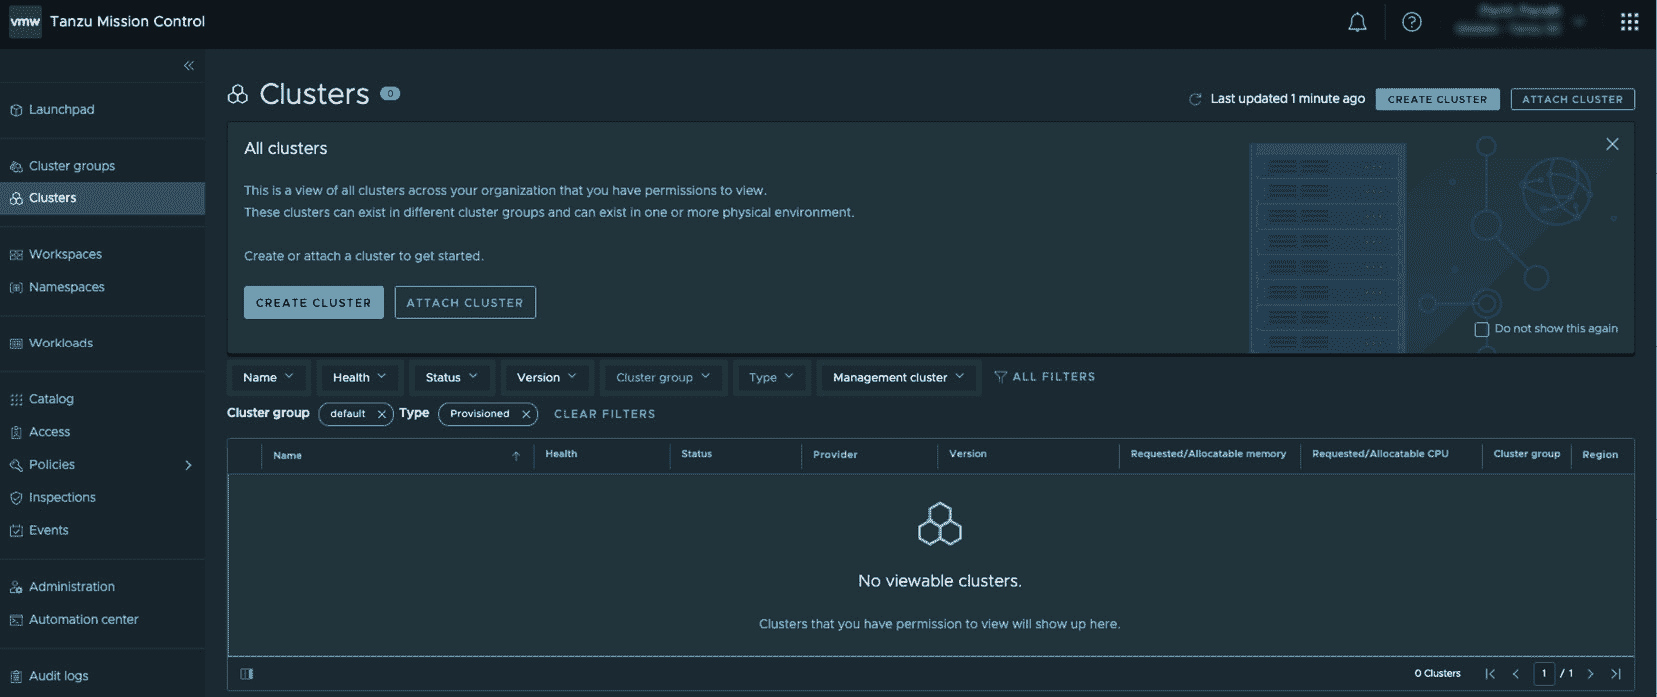 vmw Tanzu Mission Control
Launchpad
Cluster groups
Clusters
Workspaces
Namespaces
Workloads
Catalog
Access
Policies
Inspections
Events
Administration
Automation center
Audit logs
Clusters 0
Last updated 1 minute ago CREATE CLUSTER ATTACH CLUSTER
All clusters
This is a view of all clusters across your organization that you have permissions to view.
These clusters can exist in different cluster groups and can exist in one or more physical environment.
Create or attach a cluster to get started.
CREATE CLUSTER ATTACH CLUSTER
Do not show this again
Name Health Status Version Cluster group Type Management cluster ALL FILTERS
Cluster group default Type Provisioned CLEAR FILTERS
Name Health Status Provider Version Requested/Allocatable memory Requested/Allocatable CPU Cluster group Region
No viewable clusters.
Clusters that you have permission to view will show up here.
0 Clusters 1 / 1